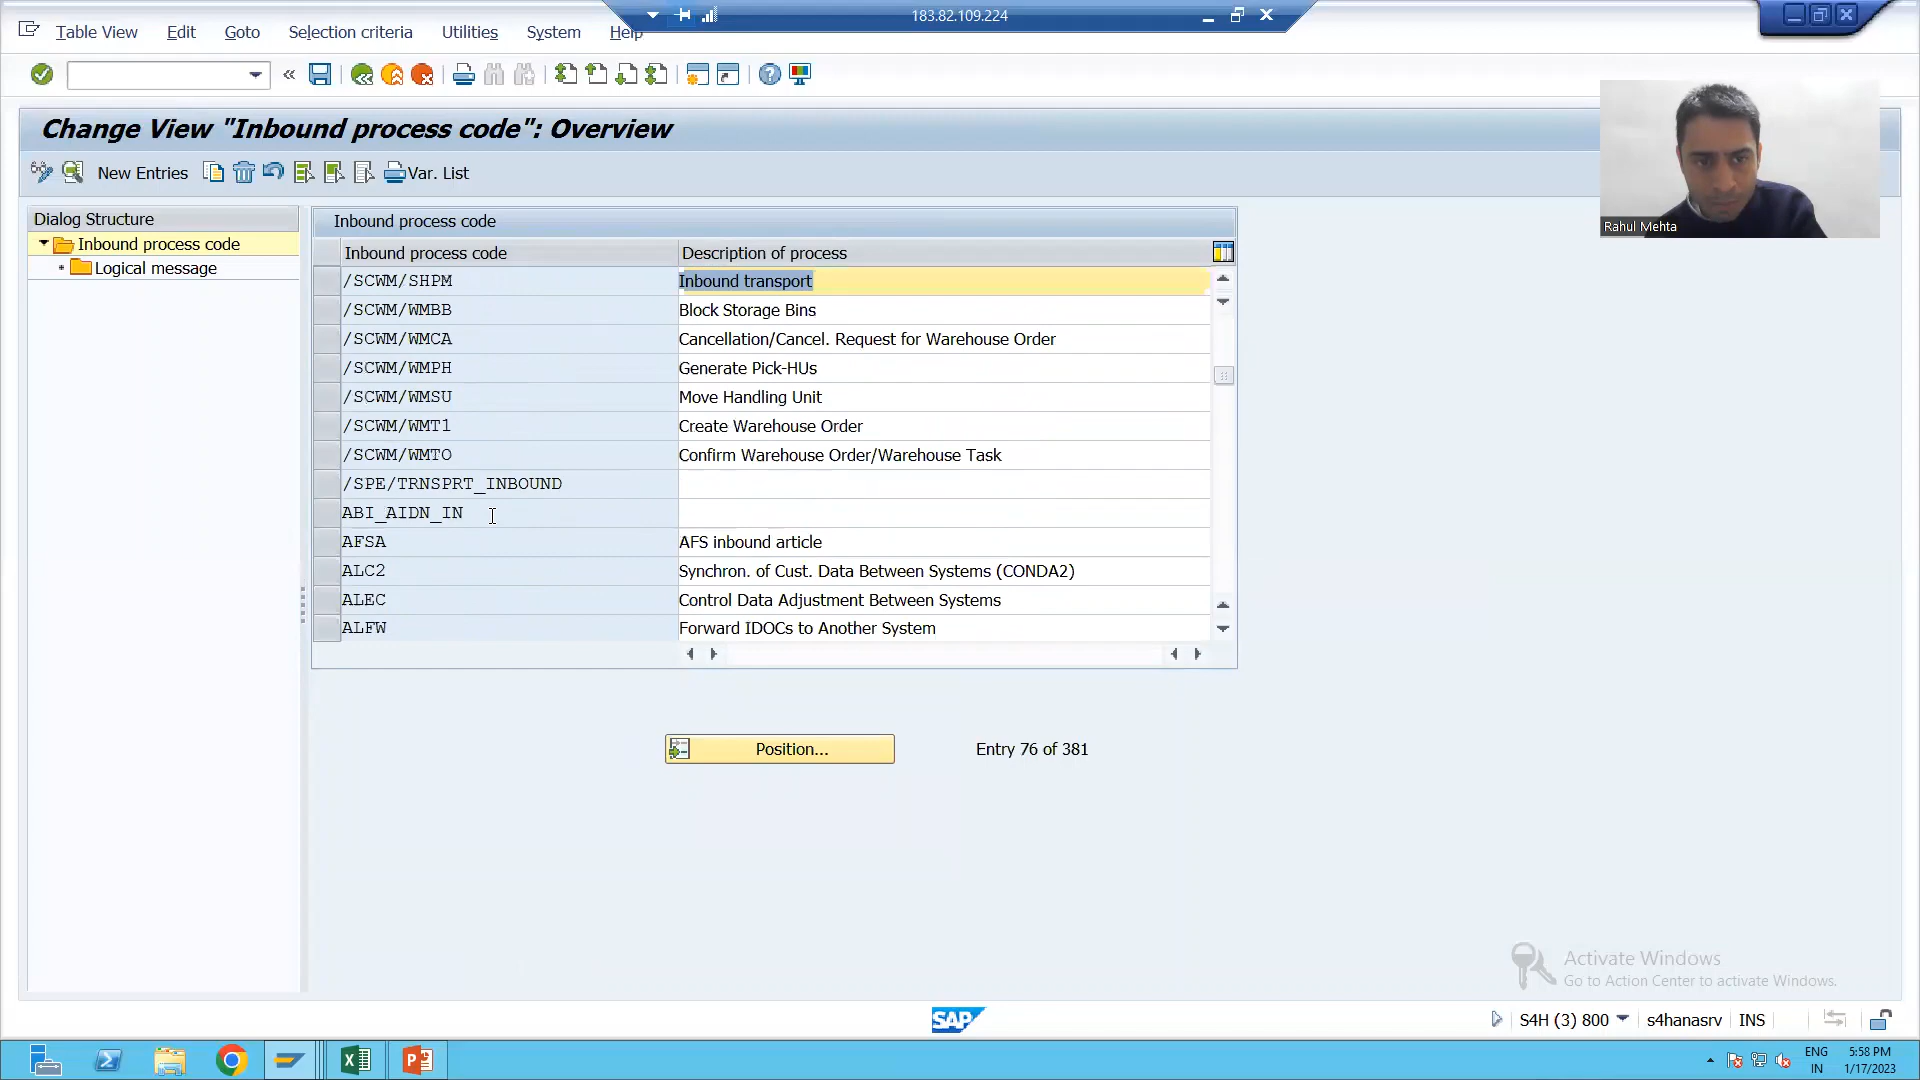 183.82.109.224
Table View Edit Goto Selection criteria Utilities System Help
Change View "Inbound process code": Overview
New Entries Var. List
Rahul Mehta
Dialog Structure
Inbound process code
Logical message
Inbound process code
Inbound process code Description of process
/SCWM/SHPM Inbound transport
/SCWM/WMBB Block Storage Bins
/SCWM/WMCA Cancellation/Cancel. Request for Warehouse Order
/SCWM/WMPH Generate Pick-HUs
/SCWM/WMSU Move Handling Unit
/SCWM/WMT1 Create Warehouse Order
/SCWM/WMTO Confirm Warehouse Order/Warehouse Task
/SPE/TRNSPRT_INBOUND
ABI_AIDN_IN
AFSA AFS inbound article
ALC2 Synchron. of Cust. Data Between Systems (CONDA2)
ALEC Control Data Adjustment Between Systems
ALFW Forward IDOCs to Another System
Position... Entry 76 of 381
Activate Windows
Go to Action Center to activate Windows.
SAP
S4H (3) 800 s4hanasrv INS
ENG 5:58 PM
IN 1/17/2023